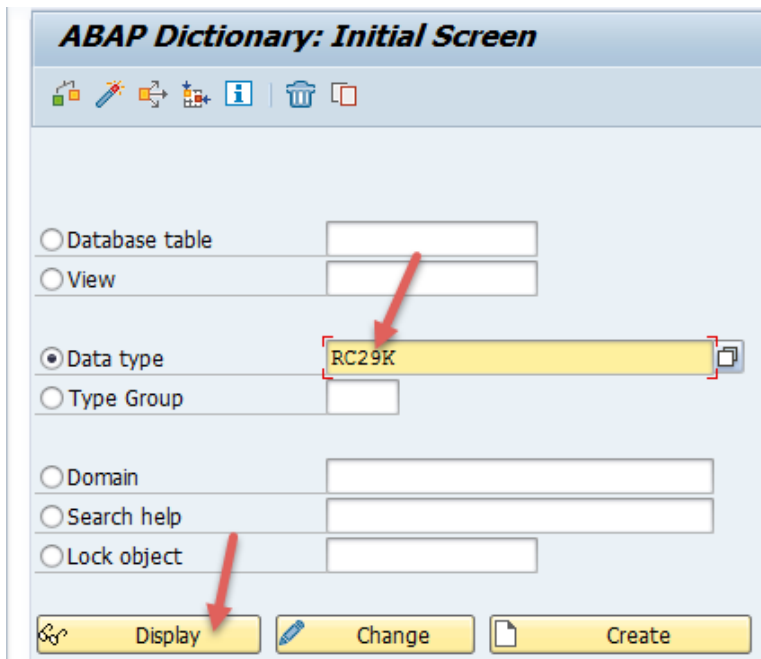 ABAP Dictionary: Initial Screen
Database table
View
Data type RC29K
Type Group
Domain
Search help
Lock object
Display Change Create